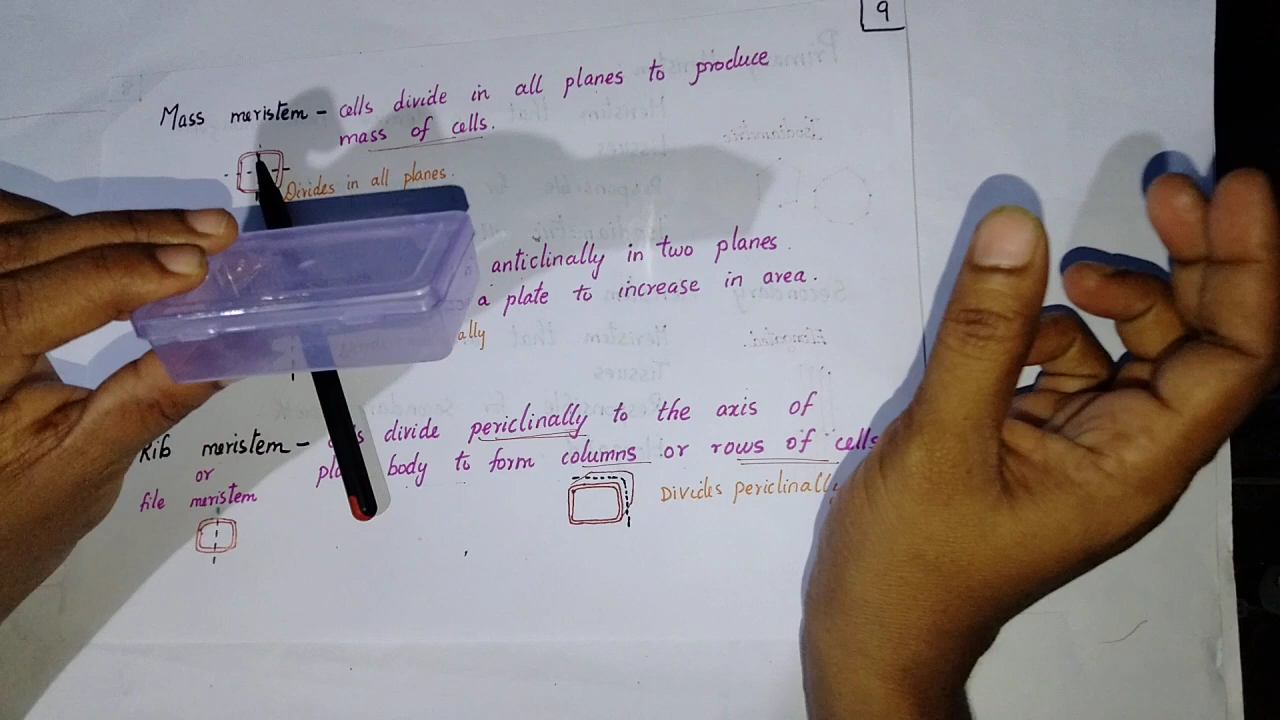 9
Mass meristem - cells divide in all planes to produce
mass of cells.
Divides in all planes.
anticlinally in two planes.
a plate to increase in area.
ally
Rib meristem - divide periclinally to the axis of
or body to form columns or rows of cells
file meristem
Divides periclinally